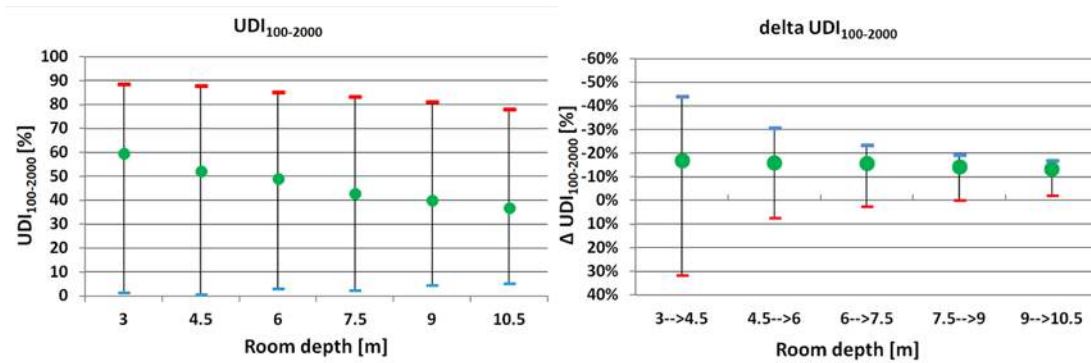 UDI100-2000
UDI100-2000 [%]
100
90
80
70
60
50
40
30
20
10
0
3 4.5 6 7.5 9 10.5
Room depth [m]
delta UDI100-2000
Δ UDI100-2000 [%]
-60%
-50%
-40%
-30%
-20%
-10%
0%
10%
20%
30%
40%
3-->4.5 4.5-->6 6-->7.5 7.5-->9 9-->10.5
Room depth [m]